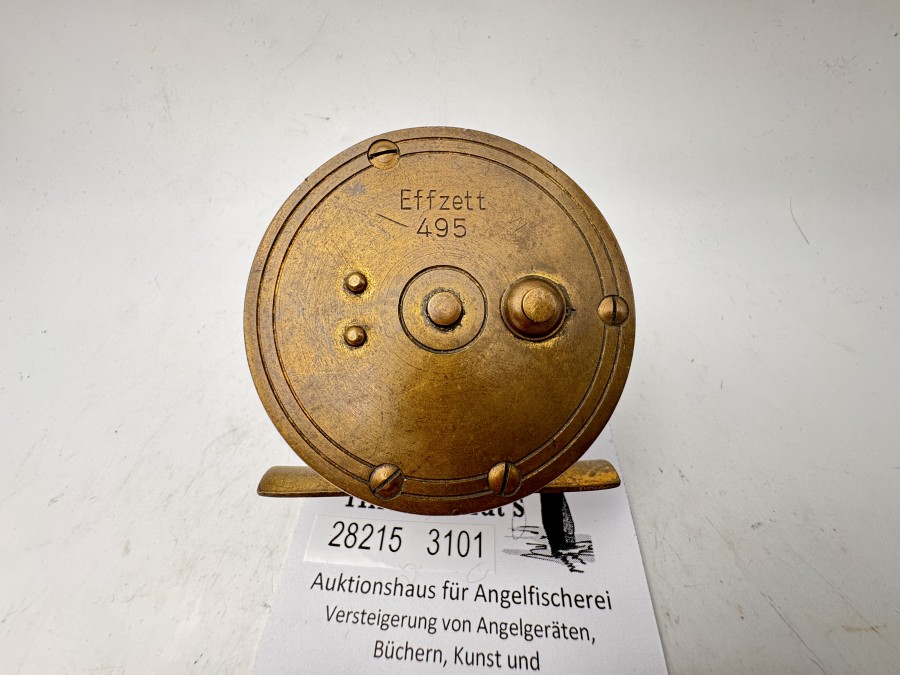 Effzett
495
28215 3101
Auktionshaus für Angelfischerei
Versteigerung von Angelgeräten,
Büchern, Kunst und